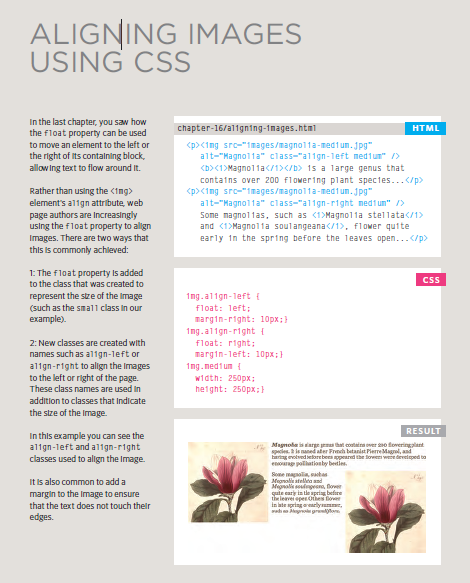 ALIGNING IMAGES
USING CSS
In the last chapter, you saw how
the float property can be used
to move an element to the left or
the right of its containing block,
allowing text to flow around it.
Rather than using the <img>
element's align attribute, web
page authors are increasingly
using the float property to align
images. There are two ways that
this is commonly achieved:
1: The float property is added
to the class that was created to
represent the size of the image
(such as the small class in our
example).
2: New classes are created with
names such as align-left or
align-right to align the images
to the left or right of the page.
These class names are used in
addition to classes that indicate
the size of the image.
In this example you can see the
align-left and align-right
classes used to align the image.
It is also common to add a
margin to the image to ensure
that the text does not touch their
edges.
chapter-16/aligning-images.html HTML
<p><img src="images/magnolia-medium.jpg"
alt="Magnolia" class="align-left medium" />
<b><i>Magnolia</i></b> is a large genus that
contains over 200 flowering plant species...</p>
<p><img src="images/magnolia-medium.jpg"
alt="Magnolia" class="align-right medium" />
Some magnolias, such as <i>Magnolia stellata</i>
and <i>Magnolia soulangeana</i>, flower quite
early in the spring before the leaves open...</p>
CSS
img.align-left {
float: left;
margin-right: 10px;}
img.align-right {
float: right;
margin-left: 10px;}
img.medium {
width: 250px;
height: 250px;}
RESULT
Magnolia is a large genus that contains over 210 flowering plant
species. It is named after French botanist Pierre Magnol, and
having evolved before bees appeared the flowers were developed to
encourage pollination by beetles.
Some magnolias, such as
Magnolia stellata and
Magnolia soulangeana, flower
quite early in the spring before
the leaves open. Others flower
in late spring or early summer,
such as Magnolia grandiflora.